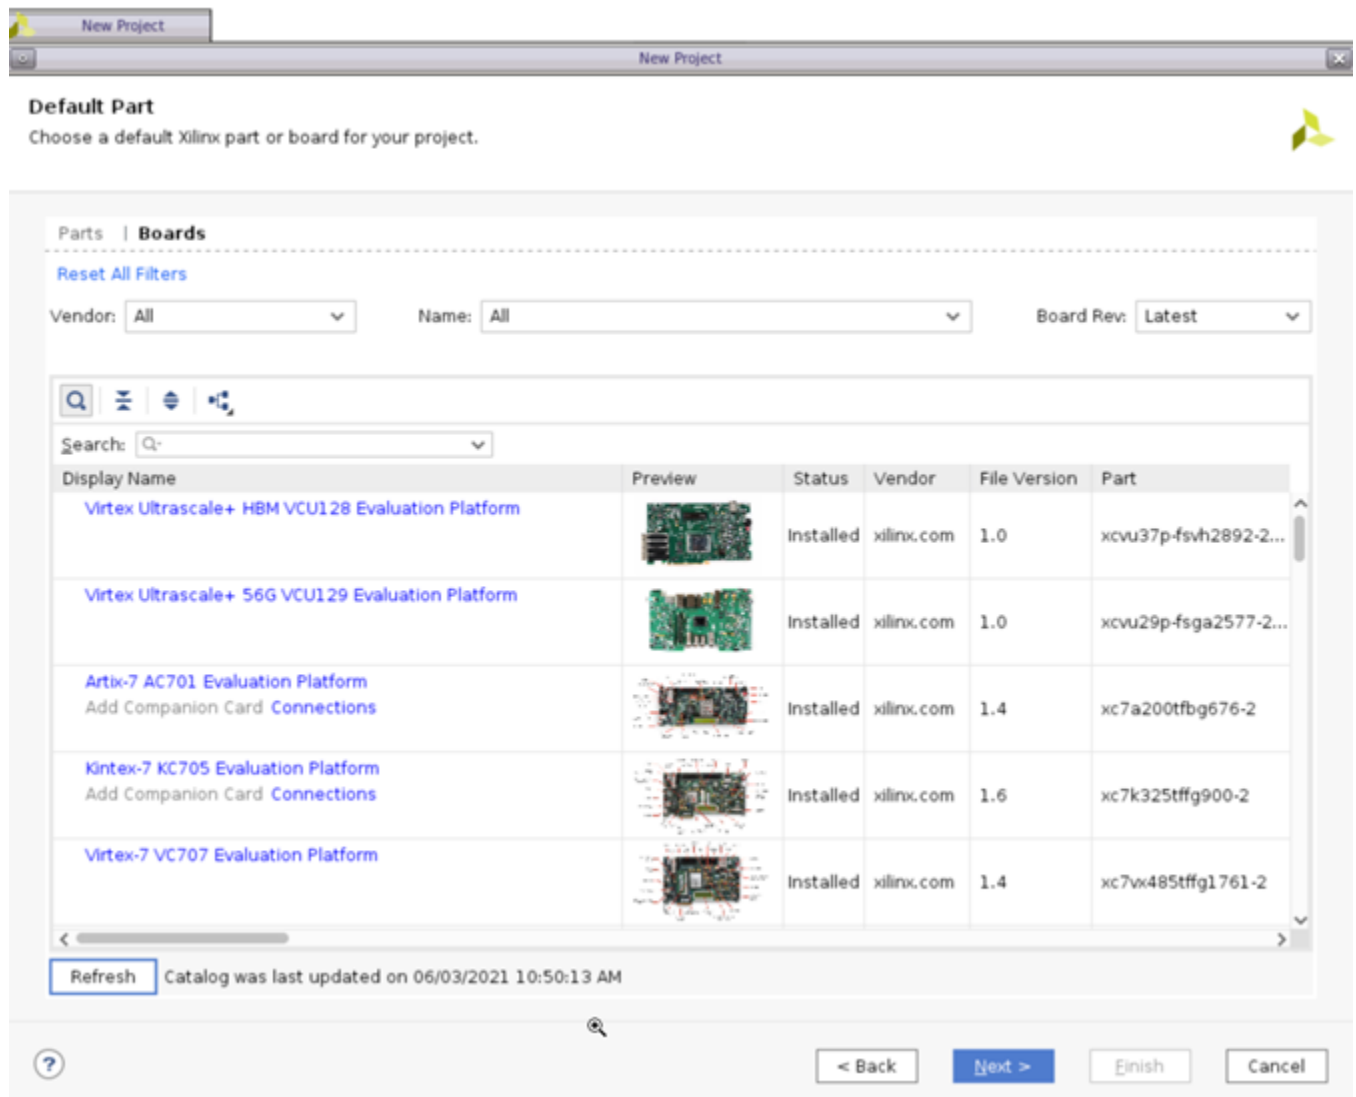 New Project
New Project
Default Part
Choose a default Xilinx part or board for your project.
Parts | Boards
Reset All Filters
Vendor: All Name: All Board Rev: Latest
Search:
Display Name Preview Status Vendor File Version Part
Virtex Ultrascale+ HBM VCU128 Evaluation Platform
Installed xilinx.com 1.0 xcvu37p-fsvh2892-2...
Virtex Ultrascale+ 56G VCU129 Evaluation Platform
Installed xilinx.com 1.0 xcvu29p-fsga2577-2...
Artix-7 AC701 Evaluation Platform
Add Companion Card Connections
Installed xilinx.com 1.4 xc7a200tfbg676-2
Kintex-7 KC705 Evaluation Platform
Add Companion Card Connections
Installed xilinx.com 1.6 xc7k325tffg900-2
Virtex-7 VC707 Evaluation Platform
Installed xilinx.com 1.4 xc7vx485tffg1761-2
Refresh Catalog was last updated on 06/03/2021 10:50:13 AM
? < Back Next > Finish Cancel